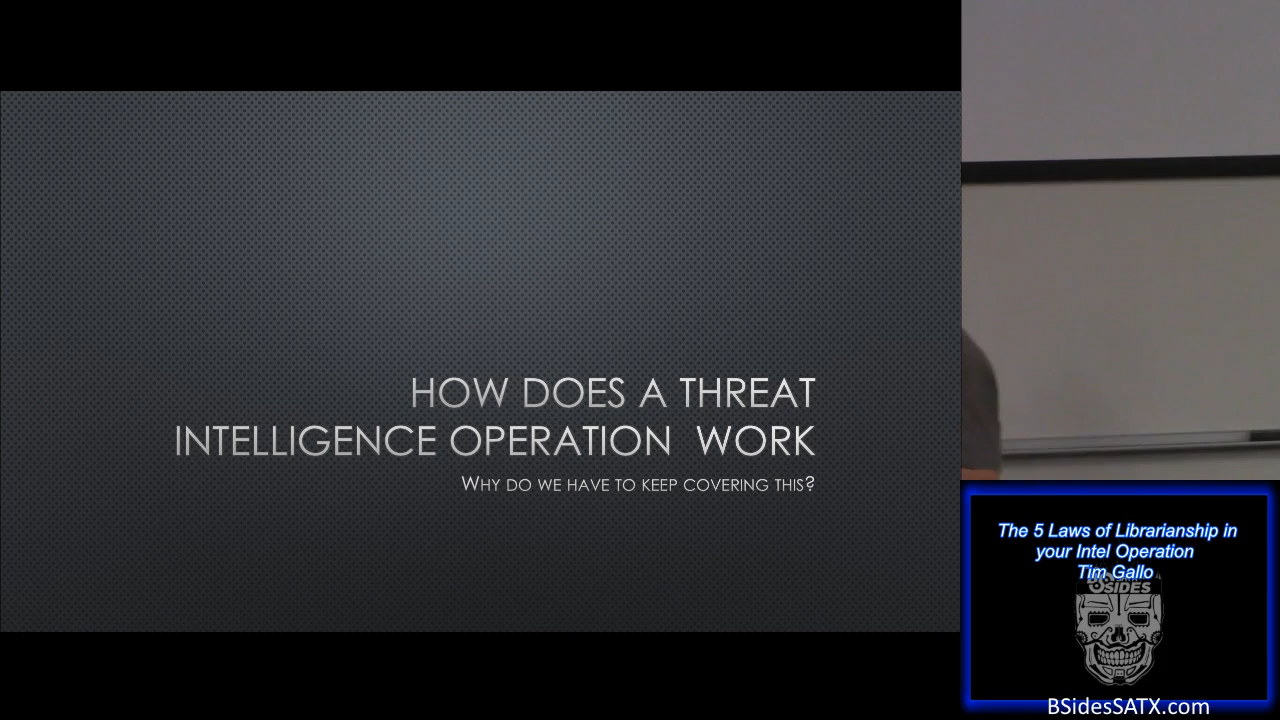 HOW DOES A THREAT
INTELLIGENCE OPERATION WORK
WHY DO WE HAVE TO KEEP COVERING THIS?
The 5 Laws of Librarianship in
your Intel Operation
Tim Gallo
BSIDES
BSidesSATX.com